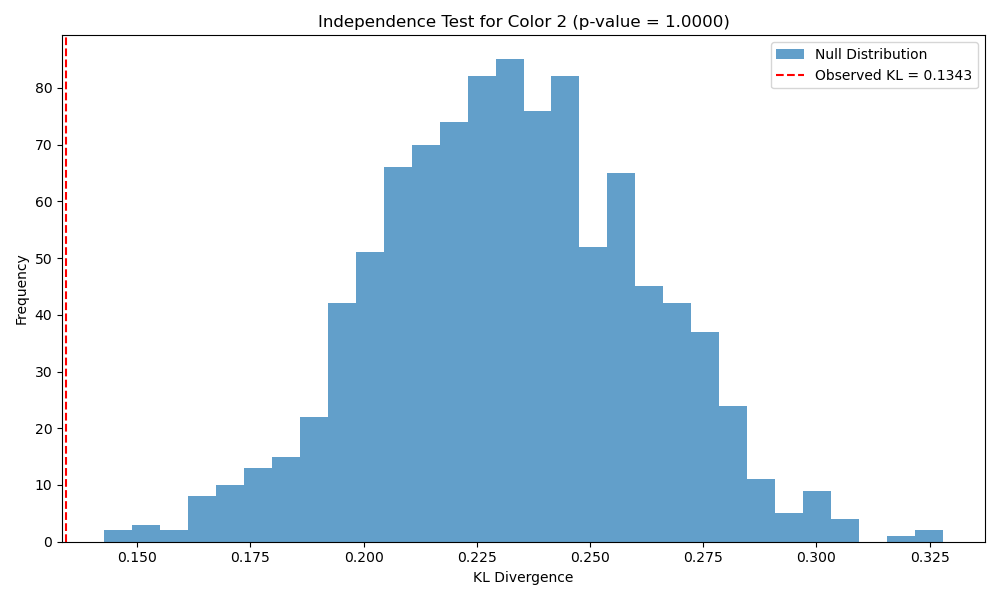 Independence Test for Color 2 (p-value = 1.0000)
Null Distribution
Observed KL = 0.1343
Frequency
80
70
60
50
40
30
20
10
0
0.150 0.175 0.200 0.225 0.250 0.275 0.300 0.325
KL Divergence